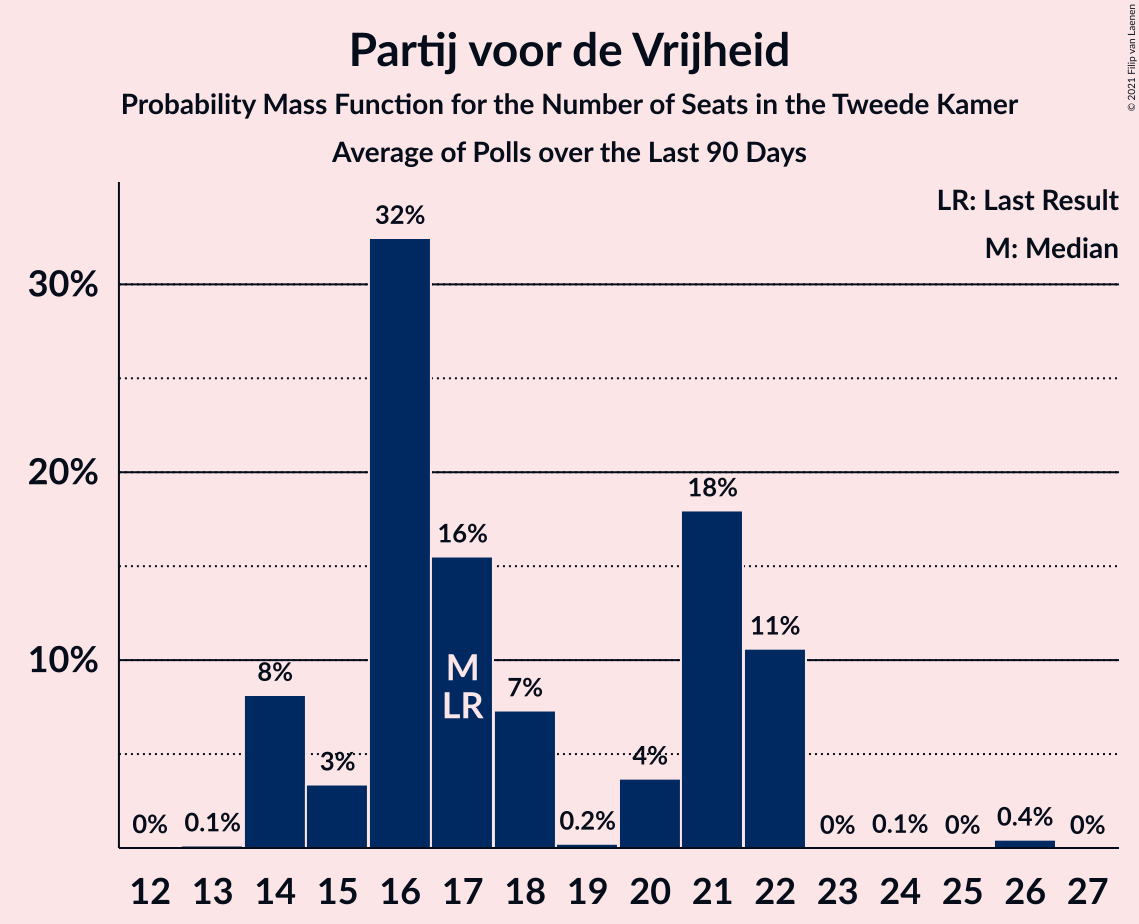 Partij voor de Vrijheid
Probability Mass Function for the Number of Seats in the Tweede Kamer
Average of Polls over the Last 90 Days
© 2021 Filip van Laenen
LR: Last Result
M: Median
30%
20%
10%
0%
0.1%
8%
3%
32%
16%
7%
0.2%
4%
18%
11%
0%
0.1%
0%
0.4%
0%
M
LR
12 13 14 15 16 17 18 19 20 21 22 23 24 25 26 27